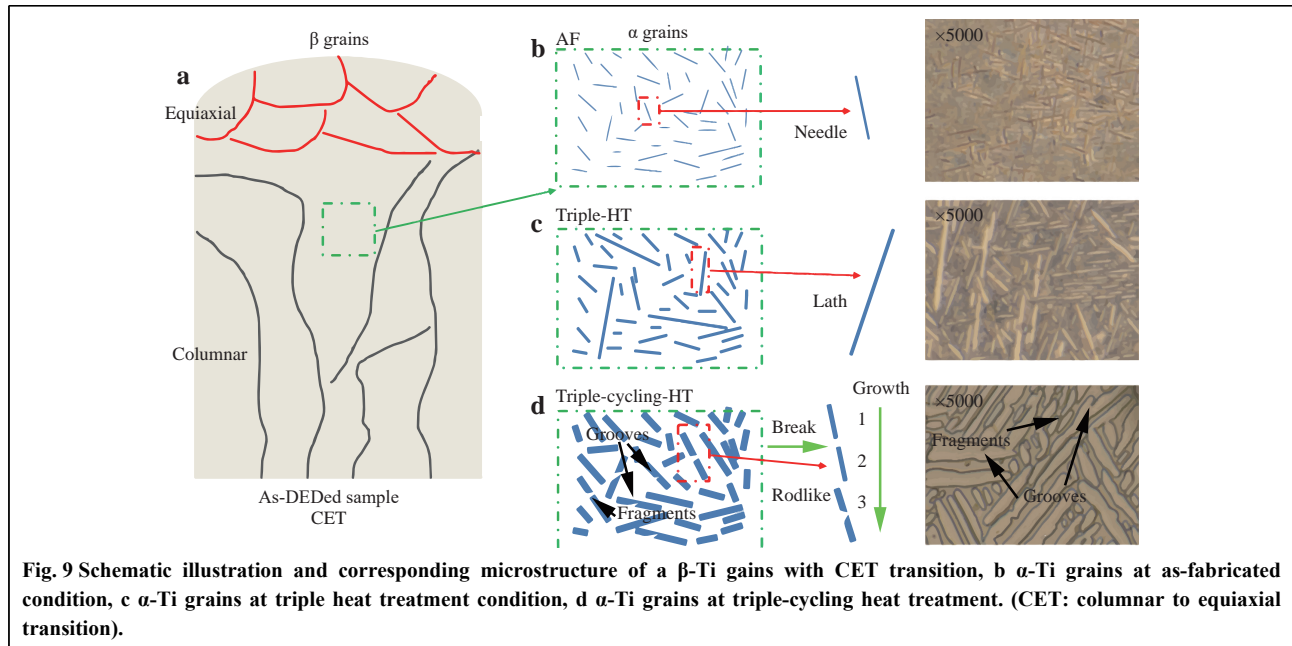 β grains
a
Equiaxial
Columnar
As-DEDed sample
CET
b
AF
α grains
Needle
×5000
c
Triple-HT
Lath
×5000
d
Triple-cycling-HT
Grooves
Fragments
Break
Rodlike
Growth
1
2
3
×5000
Fragments
Grooves
Fig. 9 Schematic illustration and corresponding microstructure of a β-Ti gains with CET transition, b α-Ti grains at as-fabricated
condition, c α-Ti grains at triple heat treatment condition, d α-Ti grains at triple-cycling heat treatment. (CET: columnar to equiaxial
transition).